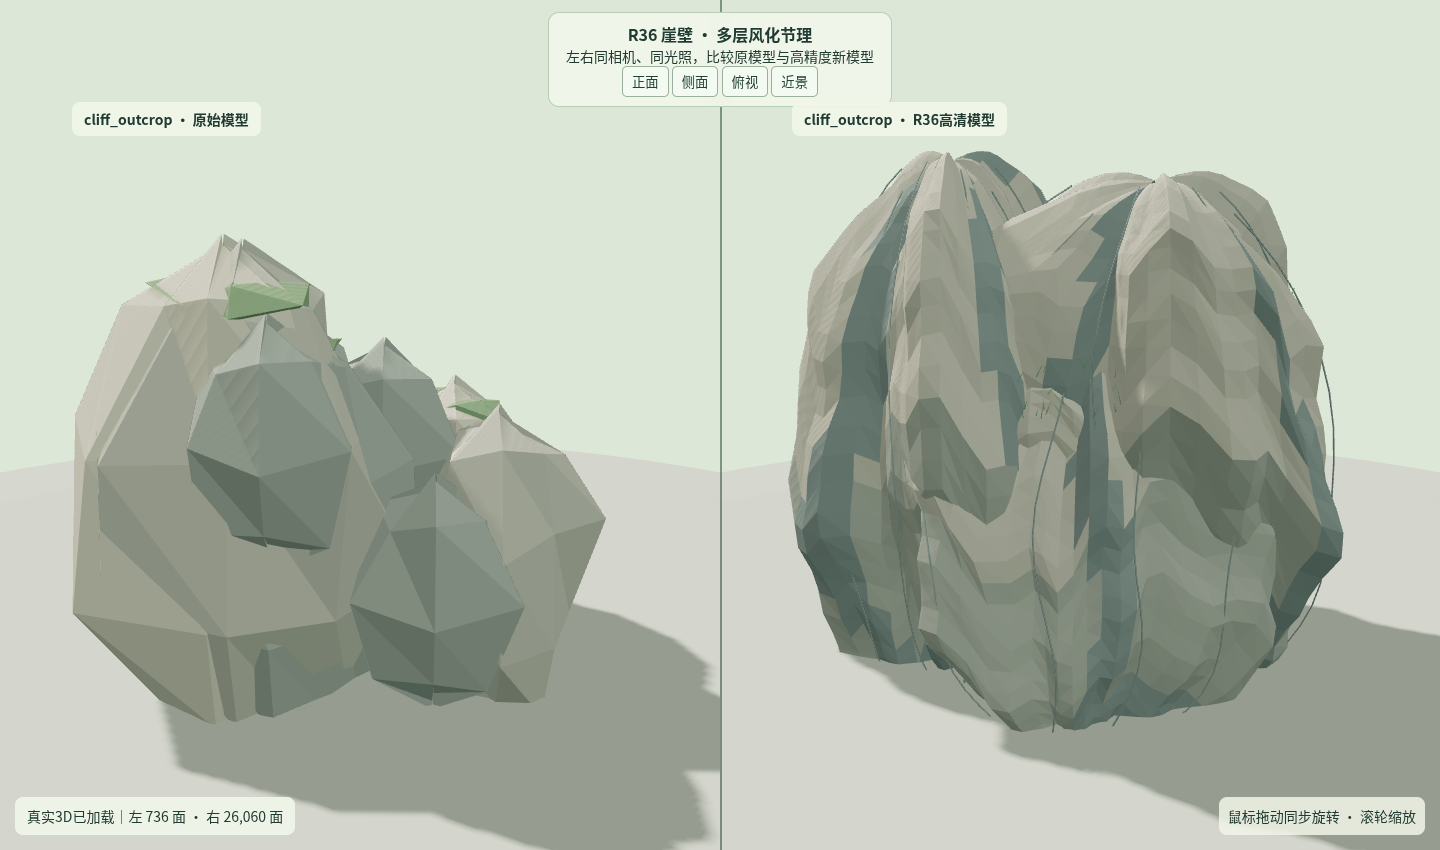 R36 崖壁 · 多层风化节理
左右同相机、同光照，比较原模型与高精度新模型
正面 侧面 俯视 近景
cliff_outcrop · 原始模型
cliff_outcrop · R36高清模型
真实3D已加载｜左 736 面 · 右 26,060 面
鼠标拖动同步旋转 · 滚轮缩放